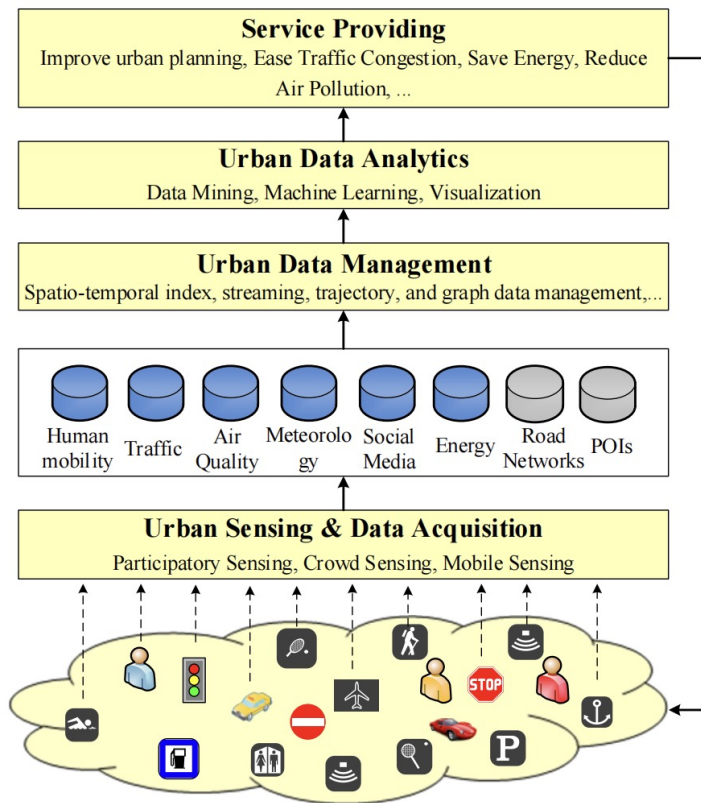 Service Providing
Improve urban planning, Ease Traffic Congestion, Save Energy, Reduce
Air Pollution, ...
Urban Data Analytics
Data Mining, Machine Learning, Visualization
Urban Data Management
Spatio-temporal index, streaming, trajectory, and graph data management,...
Human
mobility
Traffic
Air
Quality
Meteorolo
gy
Social
Media
Energy
Road
Networks
POIs
Urban Sensing & Data Acquisition
Participatory Sensing, Crowd Sensing, Mobile Sensing
STOP
P